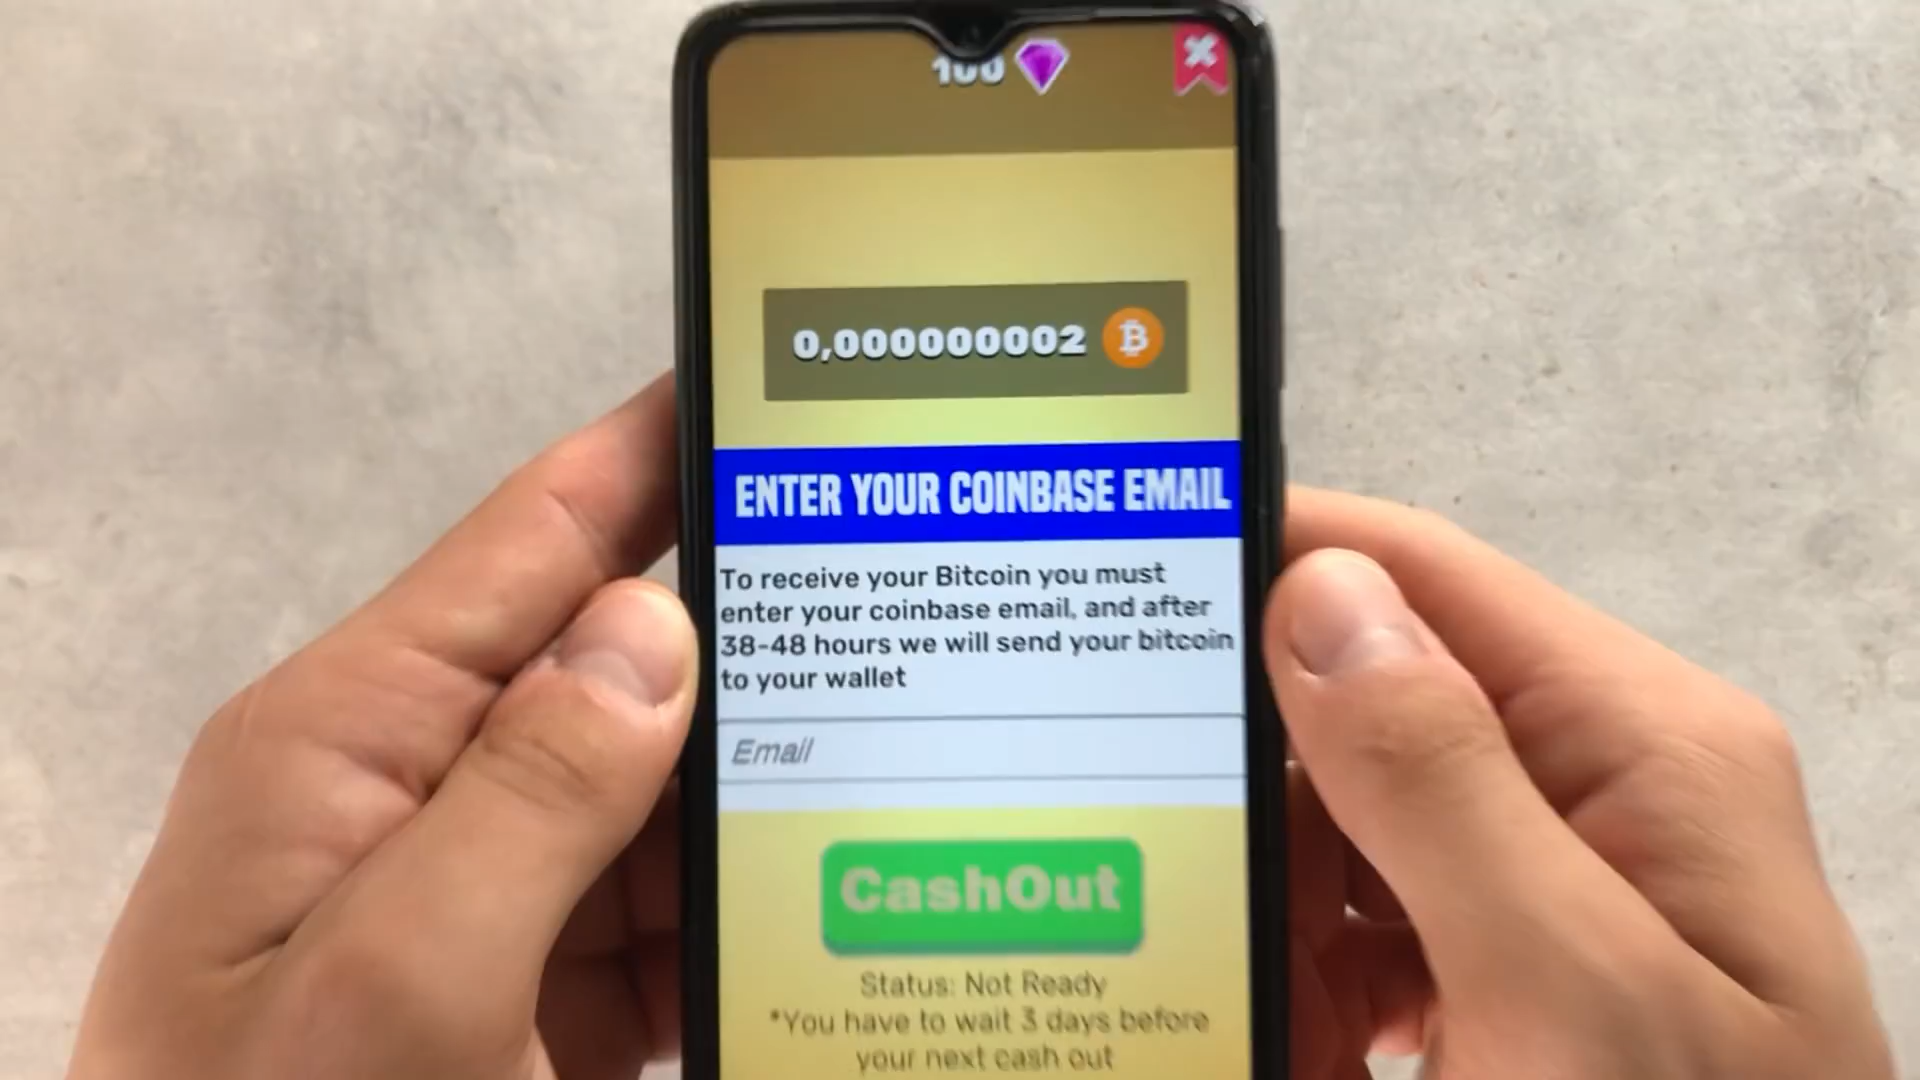 100
0,000000002
ENTER YOUR COINBASE EMAIL
To receive your Bitcoin you must
enter your coinbase email, and after
38-48 hours we will send your bitcoin
to your wallet
Email
CashOut
Status: Not Ready
*You have to wait 3 days before
your next cash out